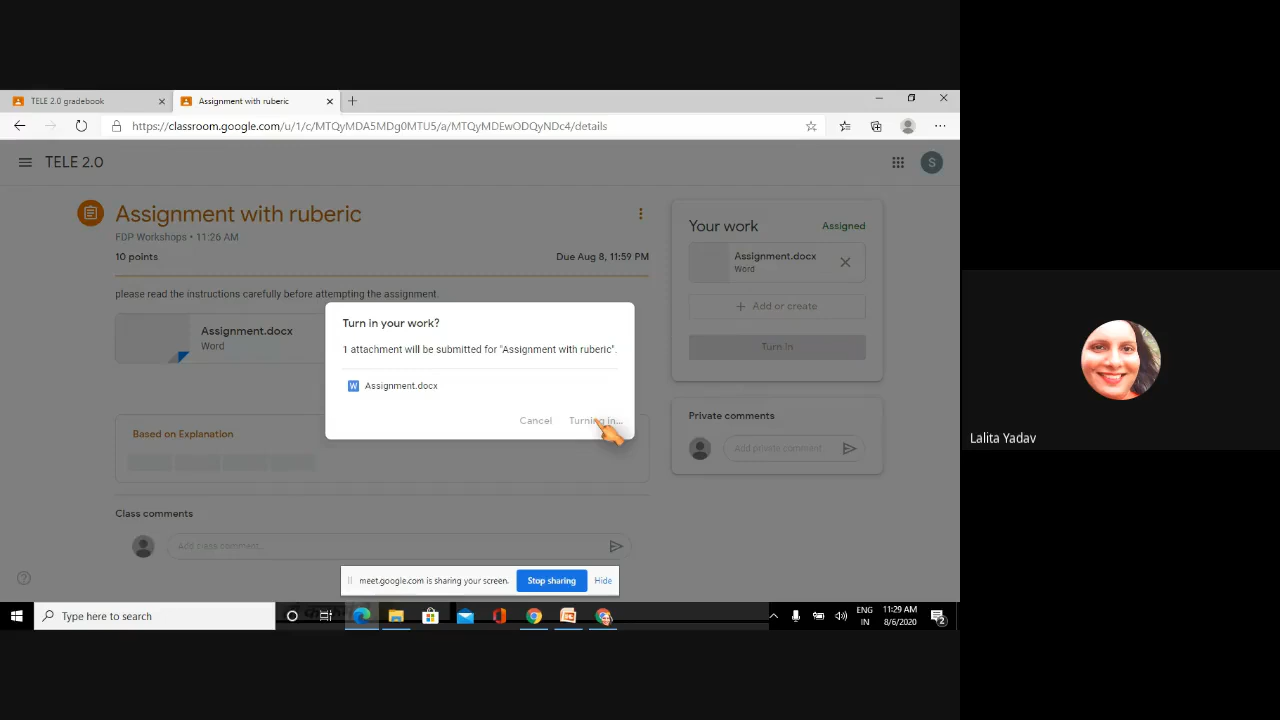 TELE 2.0 gradebook
Assignment with ruberic
https://classroom.google.com/u/1/c/MTQyMDA5MDg0MTU5/a/MTQyMDEwODQyNDc4/details
TELE 2.0
S
Assignment with ruberic
FDP Workshops • 11:26 AM
10 points
Due Aug 8, 11:59 PM
please read the instructions carefully before attempting the assignment.
Assignment.docx
Word
Based on Explanation
Class comments
Add class comment...
Your work
Assigned
Assignment.docx
Word
+ Add or create
Turn in
Private comments
Add private comment...
Turn in your work?
1 attachment will be submitted for "Assignment with ruberic".
W Assignment.docx
Cancel
Turning in...
meet.google.com is sharing your screen.
Stop sharing
Hide
Type here to search
ENG
IN
11:29 AM
8/6/2020
2
Lalita Yadav